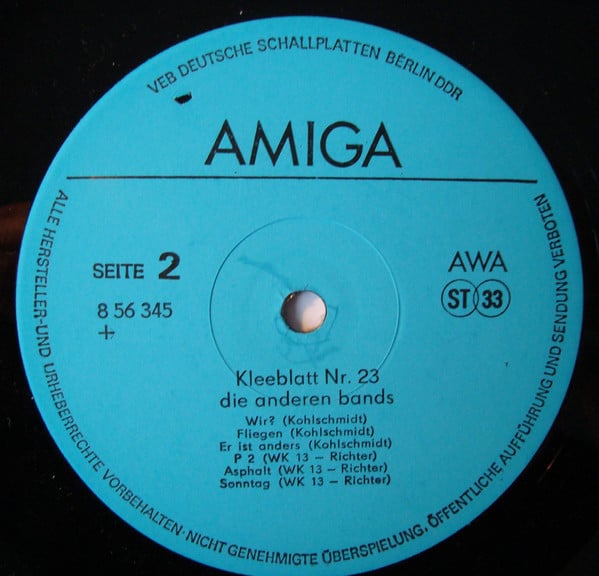 VEB DEUTSCHE SCHALLPLATTEN BERLIN DDR
AMIGA
SEITE 2
8 56 345
+
AWA
ST 33
Kleeblatt Nr. 23
die anderen bands
Wir? (Kohlschmidt)
Fliegen (Kohlschmidt)
Er ist anders (Kohlschmidt)
P 2 (WK 13 – Richter)
Asphalt (WK 13 – Richter)
Sonntag (WK 13 – Richter)
ALLE HERSTELLER-UND URHEBERRECHTE VORBEHALTEN·NICHT GENEHMIGTE ÜBERSPIELUNG, ÖFFENTLICHE AUFFÜHRUNG UND SENDUNG VERBOTEN